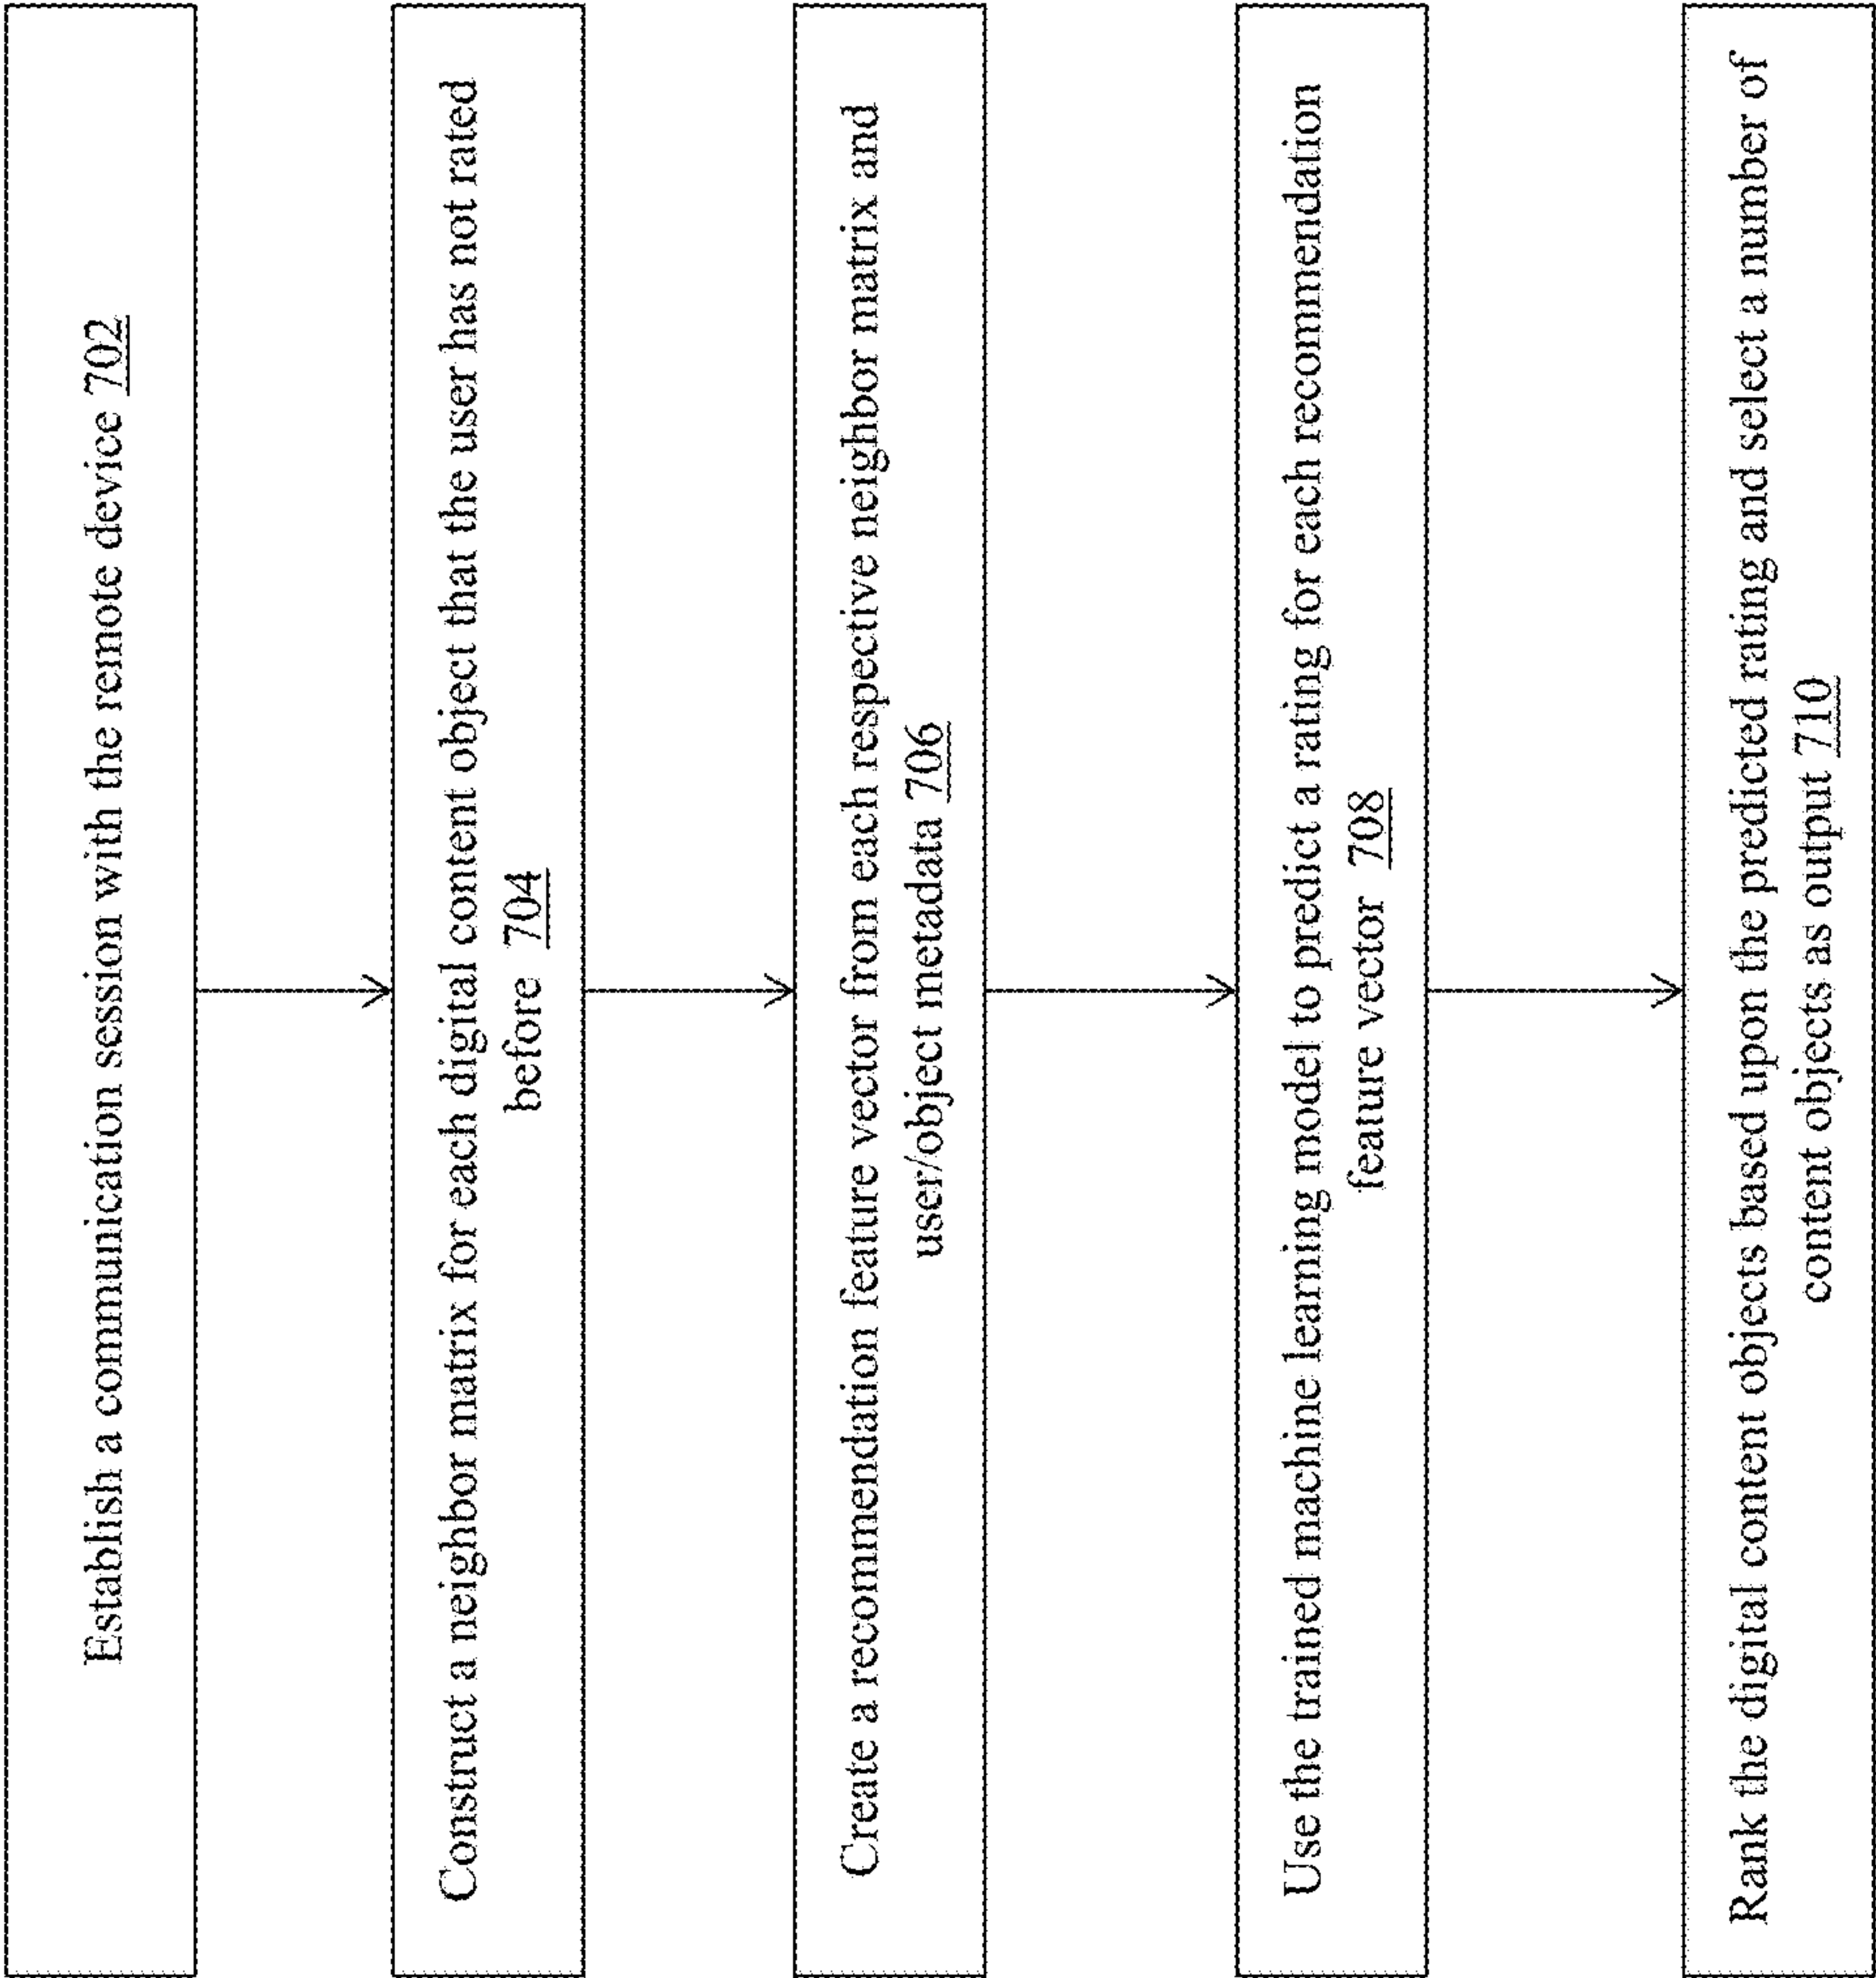 Establish a communication session with the remote device 702
Construct a neighbor matrix for each digital content object that the user has not rated
before 704
Create a recommendation feature vector from each respective neighbor matrix and
user/object metadata 706
Use the trained machine learning model to predict a rating for each recommendation
feature vector 708
Rank the digital content objects based upon the predicted rating and select a number of
content objects as output 710